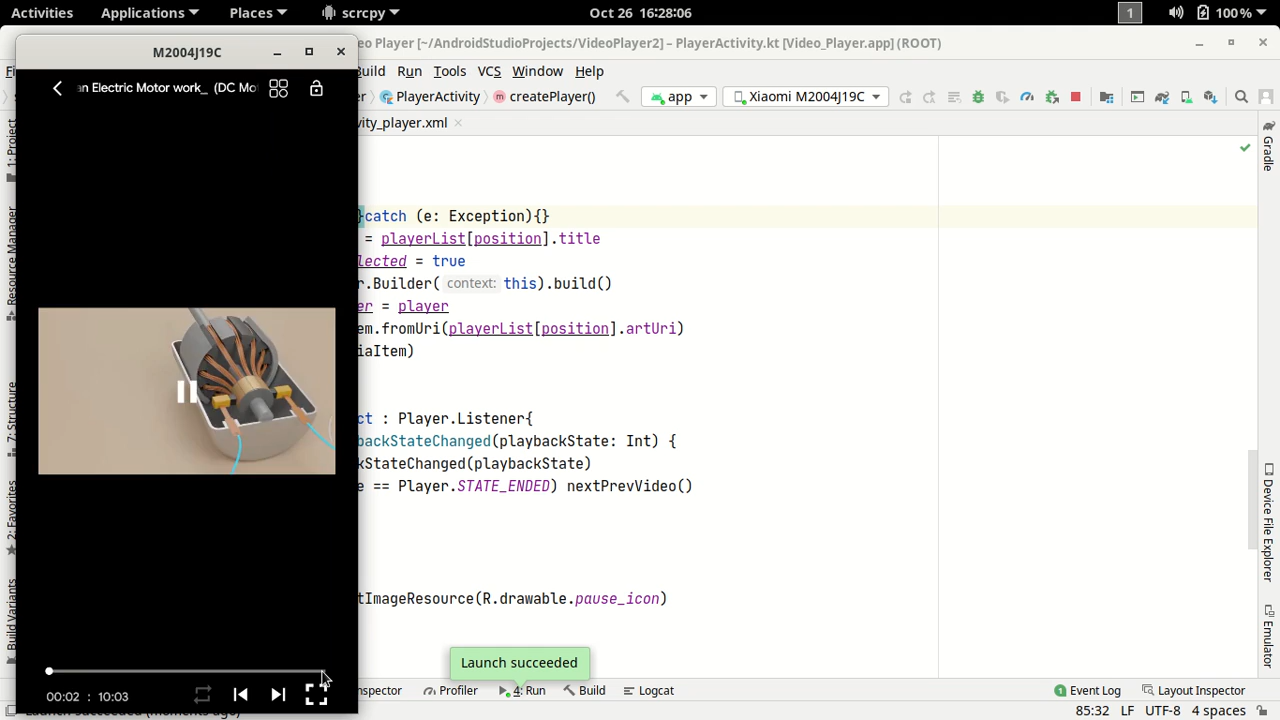 Activities
Applications
Places
scrcpy
Oct 26 16:28:06
1
100 %
M2004J19C
eo Player [~/AndroidStudioProjects/VideoPlayer2] – PlayerActivity.kt [Video_Player.app] (ROOT)
Build
Run
Tools
VCS
Window
Help
an Electric Motor work_ (DC Mo
PlayerActivity
createPlayer()
app
Xiaomi M2004J19C
vity_player.xml
1: Project
Resource Manager
7: Structure
2: Favorites
Build Variants
Gradle
Device File Explorer
Emulator
}catch (e: Exception){}
= playerList[position].title
lected = true
r.Builder( context: this).build()
er = player
em.fromUri(playerList[position].artUri)
iaItem)
ct : Player.Listener{
backStateChanged(playbackState: Int) {
kStateChanged(playbackState)
e == Player.STATE_ENDED) nextPrevVideo()
tImageResource(R.drawable.pause_icon)
Launch succeeded
00:02 : 10:03
nspector
Profiler
4: Run
Build
Logcat
Event Log
Layout Inspector
Launch succeeded (moments ago)
85:32 LF UTF-8 4 spaces